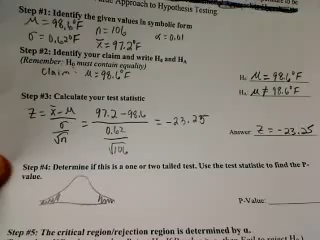 Value Approach to Hypothesis Testing
Step #1: Identify the given values in symbolic form
μ = 98.6°F n = 106 α = 0.01
σ = 0.62°F x̄ = 97.2°F
Step #2: Identify your claim and write H₀ and Hₐ
(Remember: H₀ must contain equality)
Claim: μ = 98.6°F
H₀ μ = 98.6°F
Hₐ μ ≠ 98.6°F
Step #3: Calculate your test statistic
Z = x̄ - μ / σ / √n = 97.2 - 98.6 / 0.62 / √106 = -23.25
Answer: Z = -23.25
Step #4: Determine if this is a one or two tailed test. Use the test statistic to find the P-
value.
P-Value:
Step #5: The critical region/rejection region is determined by α.